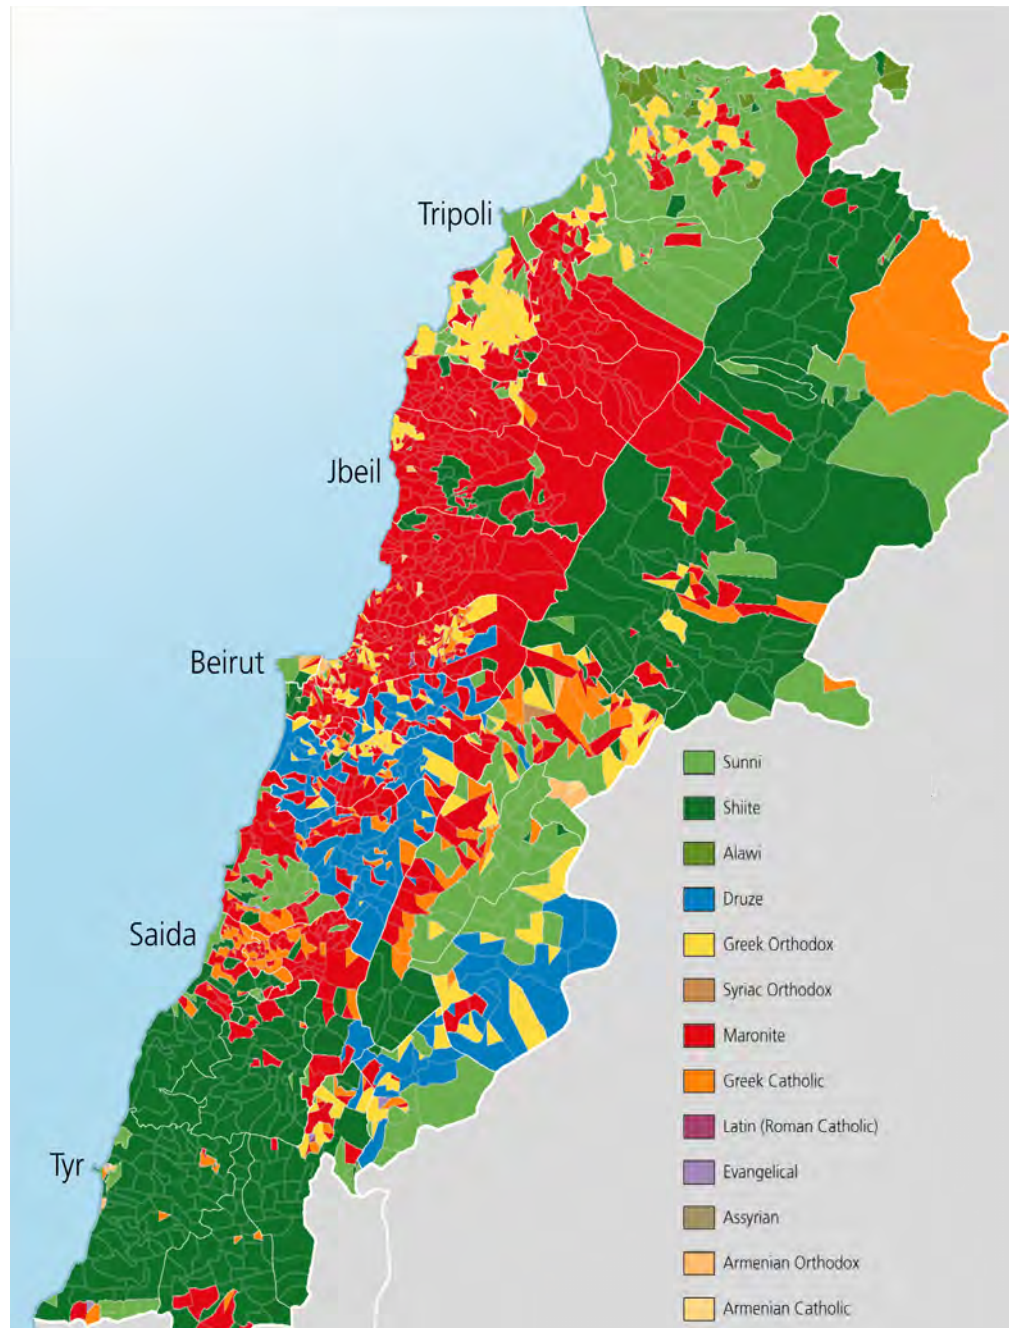 Tripoli
Jbeil
Beirut
Saida
Tyr
Sunni
Shiite
Alawi
Druze
Greek Orthodox
Syriac Orthodox
Maronite
Greek Catholic
Latin (Roman Catholic)
Evangelical
Assyrian
Armenian Orthodox
Armenian Catholic